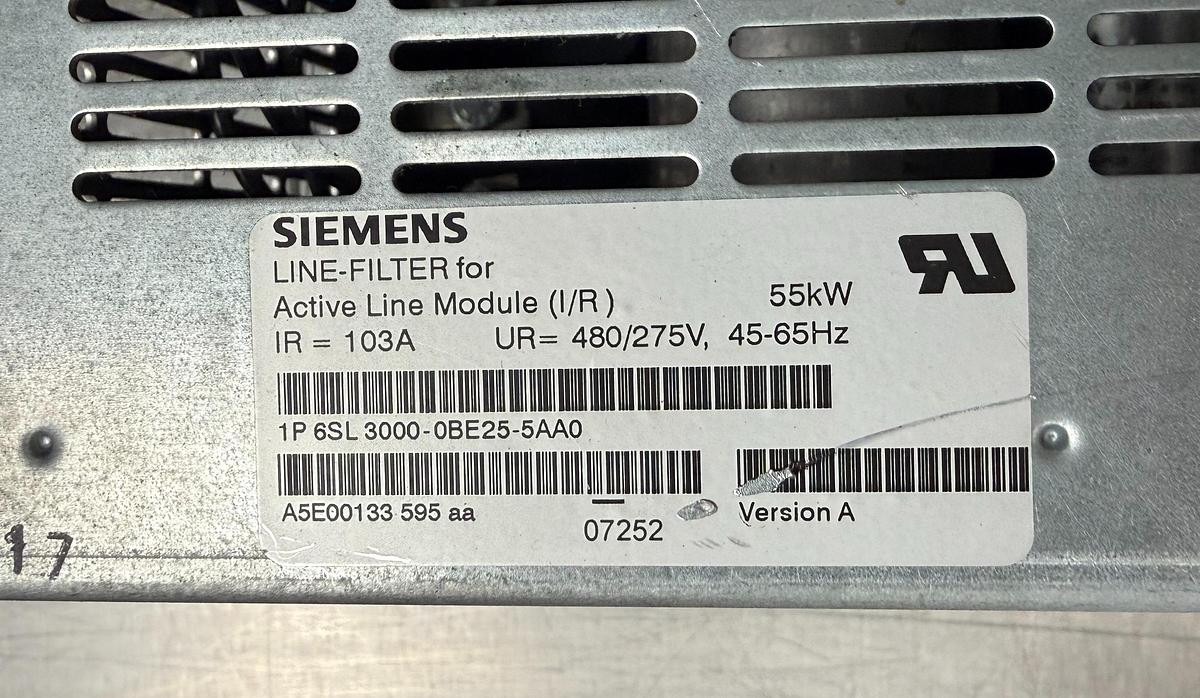 SIEMENS
LINE-FILTER for
Active Line Module (I/R ) 55kW
IR = 103A UR= 480/275V, 45-65Hz
1P 6SL 3000-0BE25-5AA0
A5E00133 595 aa
07252
Version A
17